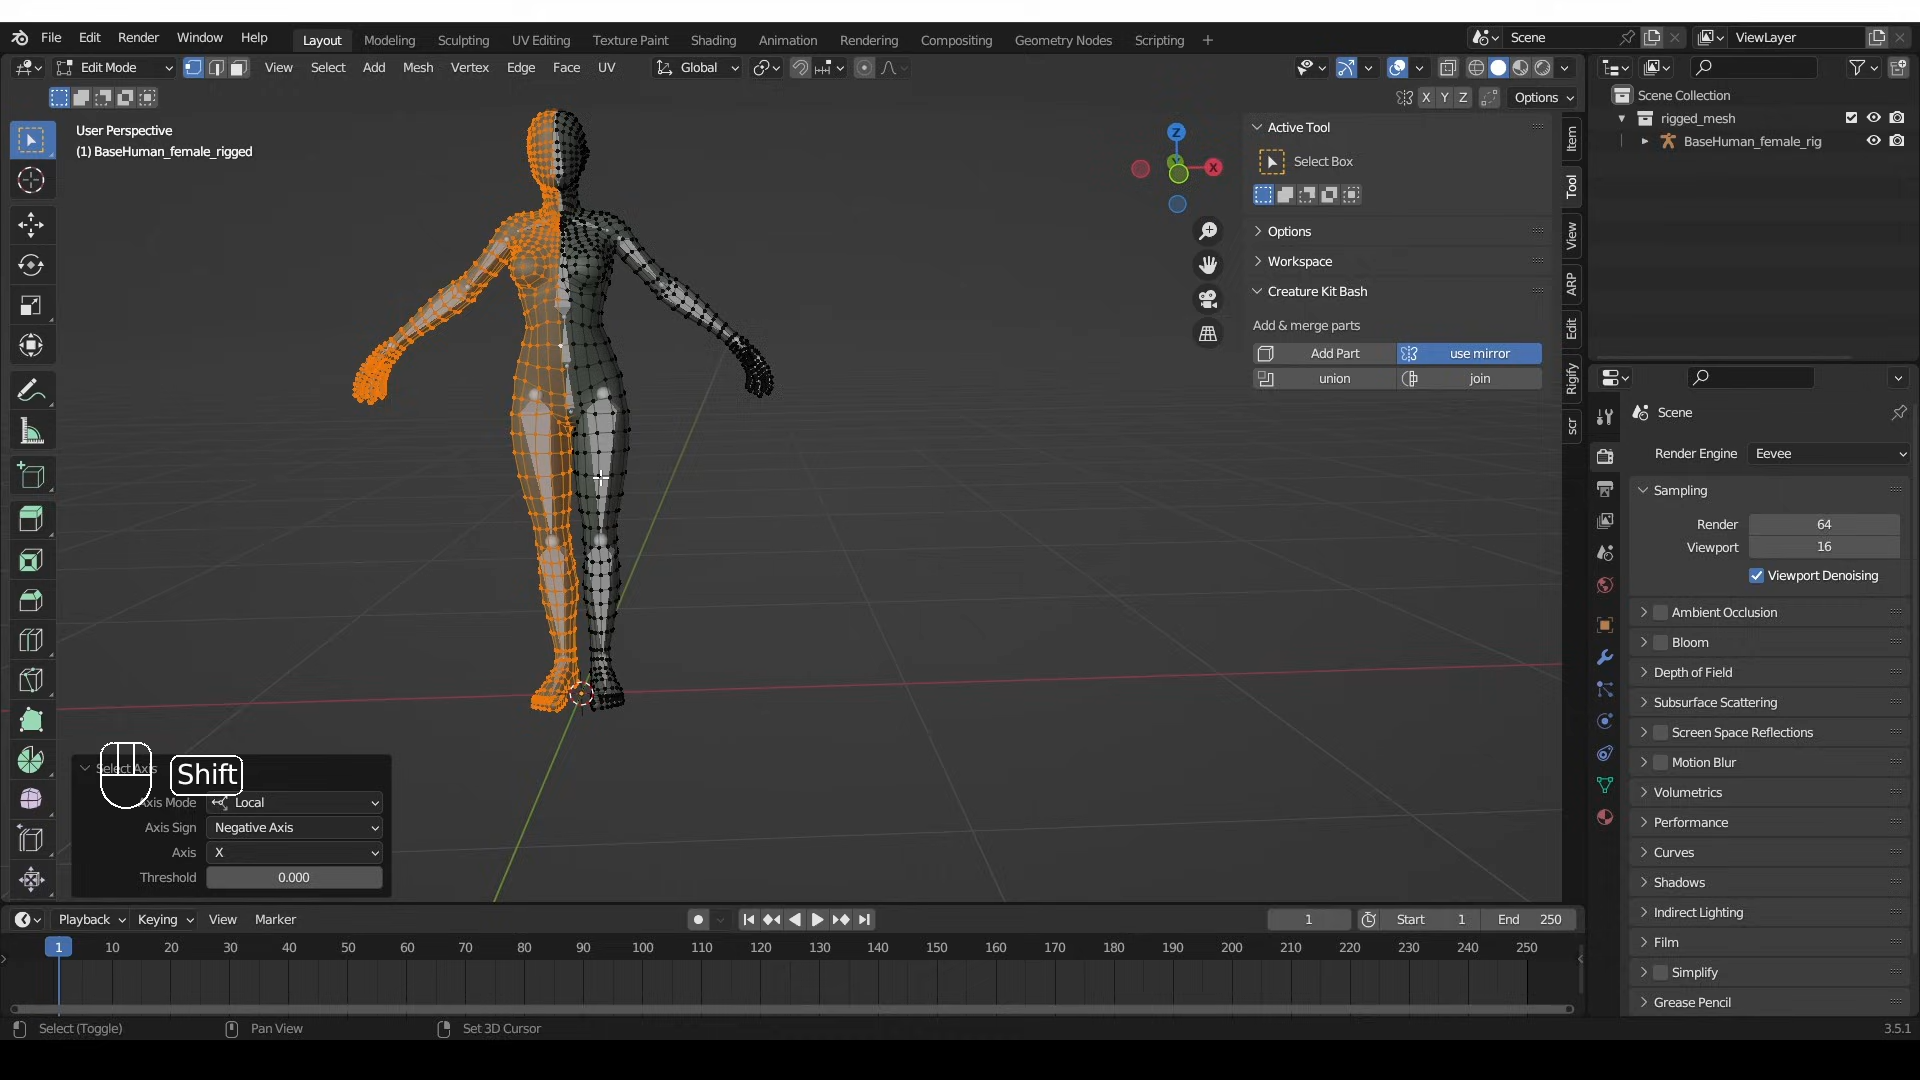 File Edit Render Window Help Layout Modeling Sculpting UV Editing Texture Paint Shading Animation Rendering Compositing Geometry Nodes Scripting + Scene ViewLayer
Edit Mode View Select Add Mesh Vertex Edge Face UV Global
X Y Z Options
User Perspective
(1) BaseHuman_female_rigged
Z
X
Active Tool
Select Box
Options
Workspace
Creature Kit Bash
Add & merge parts
Add Part use mirror
union join
Item
Tool
View
ARP
Edit
Rigify
scr
Scene Collection
rigged_mesh
BaseHuman_female_rig
Scene
Render Engine Eevee
Sampling
Render 64
Viewport 16
Viewport Denoising
Ambient Occlusion
Bloom
Depth of Field
Subsurface Scattering
Screen Space Reflections
Motion Blur
Volumetrics
Performance
Curves
Shadows
Indirect Lighting
Film
Simplify
Grease Pencil
Select Axis
Shift
Axis Mode Local
Axis Sign Negative Axis
Axis X
Threshold 0.000
Playback Keying View Marker 1 Start 1 End 250
1 10 20 30 40 50 60 70 80 90 100 110 120 130 140 150 160 170 180 190 200 210 220 230 240 250
Select (Toggle) Pan View Set 3D Cursor 3.5.1